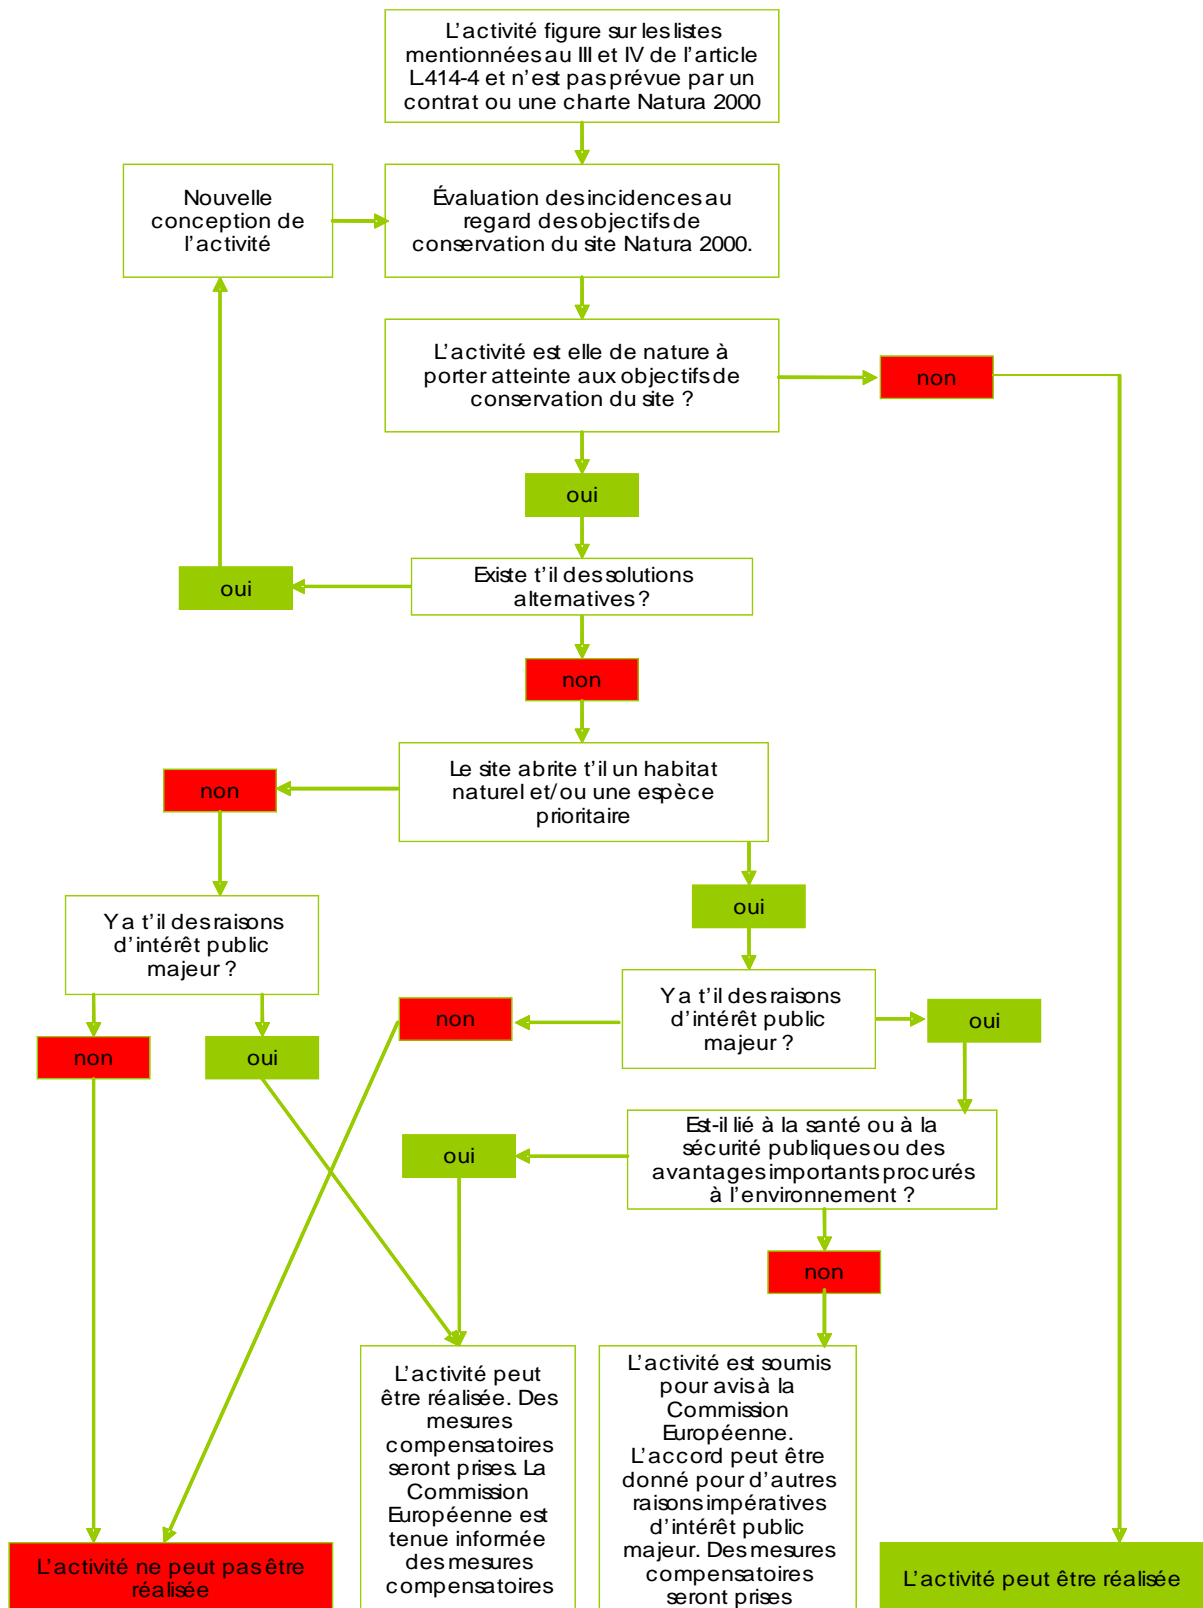 L'activité figure sur les listes
mentionnées au III et IV de l'article
L.414-4 et n'est pas prévue par un
contrat ou une charte Natura 2000
Nouvelle
conception de
l'activité
Évaluation des incidences au
regard des objectifs de
conservation du site Natura 2000.
L'activité est elle de nature à
porter atteinte aux objectifs de
conservation du site ?
non
oui
Existe t'il des solutions
alternatives ?
oui
non
Le site abrite t'il un habitat
naturel et/ou une espèce
prioritaire
non
oui
Y a t'il des raisons
d'intérêt public
majeur ?
Y a t'il des raisons
d'intérêt public
majeur ?
non
oui
non
oui
Est-il lié à la santé ou à la
sécurité publiques ou des
avantages importants procurés
à l'environnement ?
oui
non
L'activité peut
être réalisée. Des
mesures
compensatoires
seront prises. La
Commission
Européenne est
tenue informée
des mesures
compensatoires
L'activité est soumis
pour avis à la
Commission
Européenne.
L'accord peut être
donné pour d'autres
raisons impératives
d'intérêt public
majeur. Des mesures
compensatoires
seront prises
L'activité ne peut pas être
réalisée
L'activité peut être réalisée